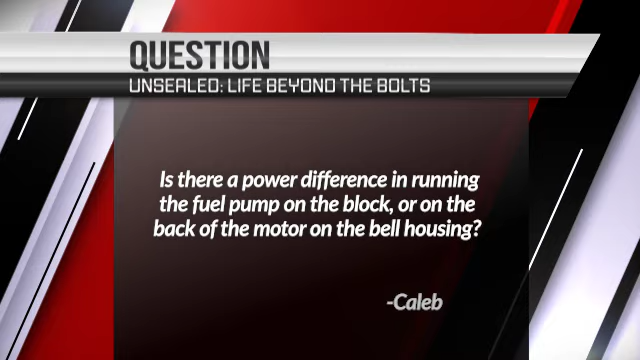 QUESTION
UNSEALED: LIFE BEYOND THE BOLTS
Is there a power difference in running
the fuel pump on the block, or on the
back of the motor on the bell housing?
-Caleb